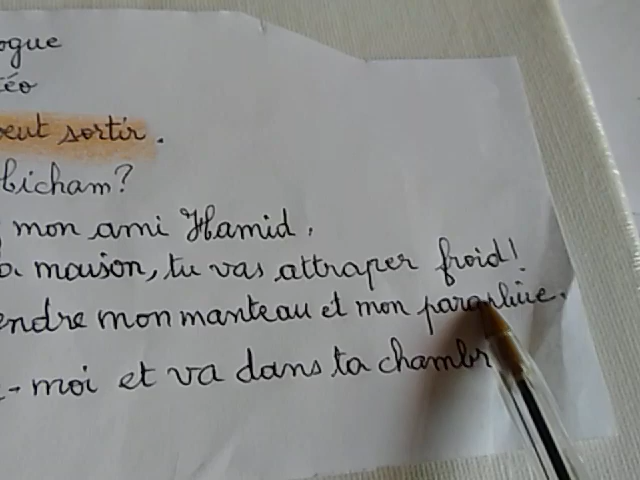 ogue
éo
eut sortir.
Hicham?
mon ami Hamid.
maison, tu vas attraper froid!
endre mon manteau et mon parapluie.
-moi et va dans ta chambr